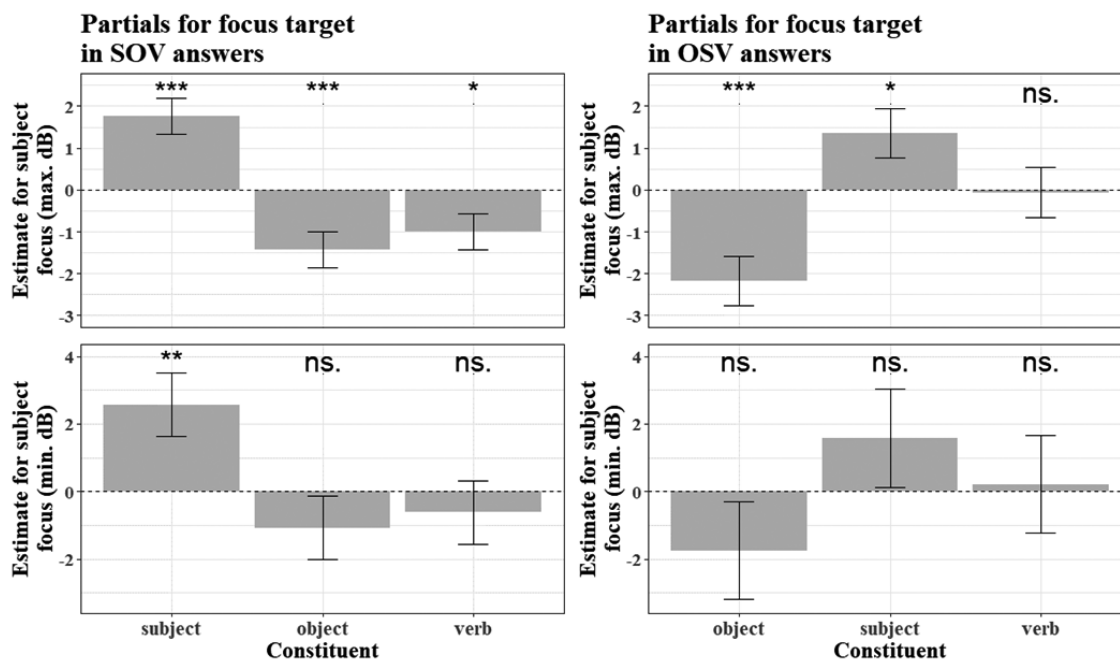 Partials for focus target
in SOV answers
Estimate for subject
focus (max. dB)
2
1
0
-1
-2
-3
*** *** *
Estimate for subject
focus (min. dB)
4
2
0
-2
** ns. ns.
subject object verb
Constituent
Partials for focus target
in OSV answers
Estimate for subject
focus (max. dB)
2
1
0
-1
-2
-3
*** * ns.
Estimate for subject
focus (min. dB)
4
2
0
-2
ns. ns. ns.
object subject verb
Constituent